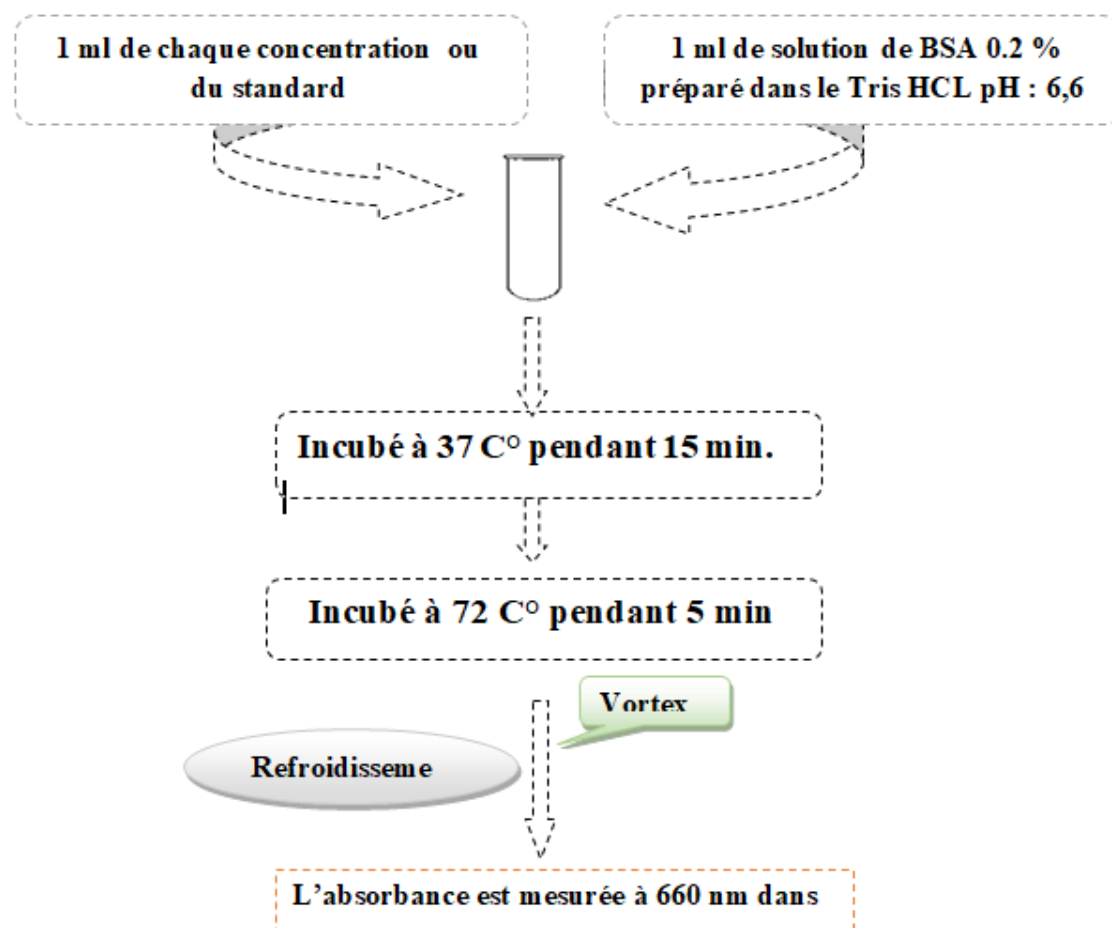 1 ml de chaque concentration ou
du standard
1 ml de solution de BSA 0.2 %
préparé dans le Tris HCL pH : 6,6
Incubé à 37 C° pendant 15 min.
Incubé à 72 C° pendant 5 min
Vortex
Refroidisseme
L’absorbance est mesurée à 660 nm dans